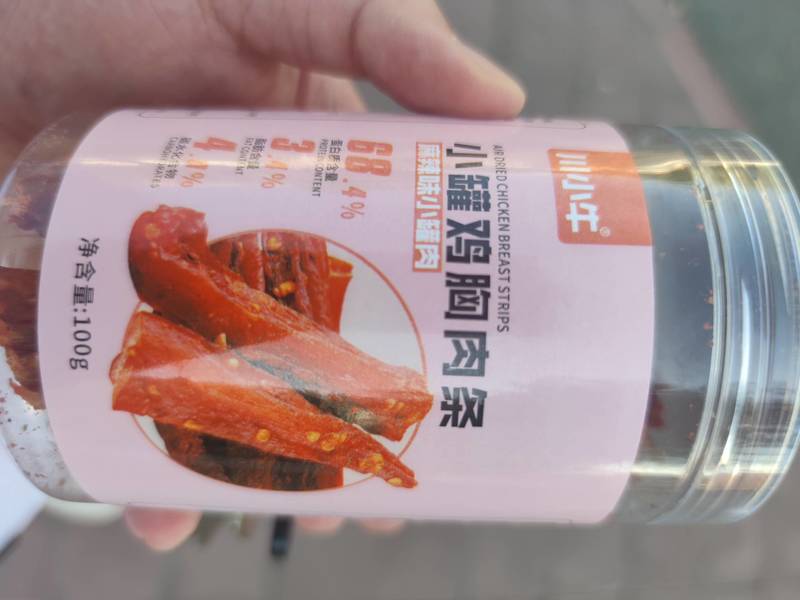 川小牛®
AIR DRIED CHICKEN BREAST STRIPS
小罐鸡胸肉条
麻辣味小罐肉
68.4%
蛋白质含量
PROTEIN CONTENT
3.4%
脂肪含量
FAT CONTENT
4.4%
碳水化合物
CARBOHYDRATES
净含量:100g